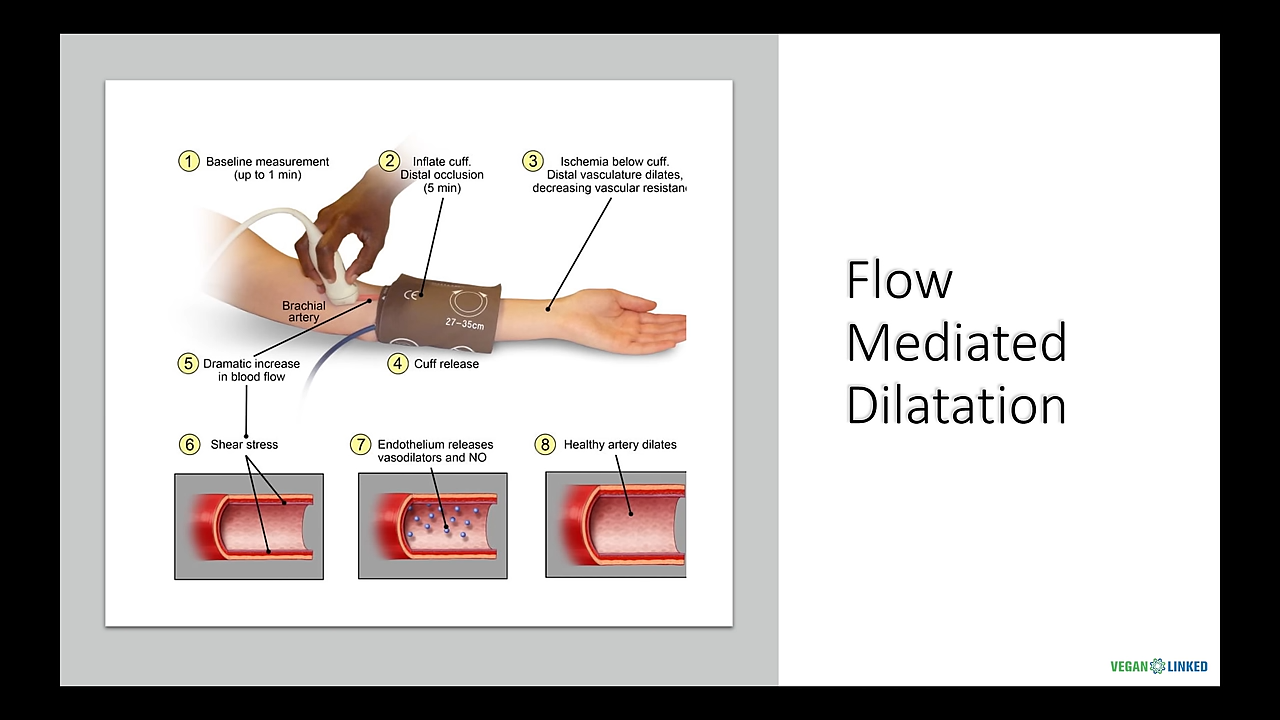 1 Baseline measurement
(up to 1 min)
2 Inflate cuff.
Distal occlusion
(5 min)
3 Ischemia below cuff.
Distal vasculature dilates,
decreasing vascular resistan
CE
27-35cm
Brachial
artery
5 Dramatic increase
in blood flow
4 Cuff release
6 Shear stress
7 Endothelium releases
vasodilators and NO
8 Healthy artery dilates
Flow
Mediated
Dilatation
VEGAN LINKED